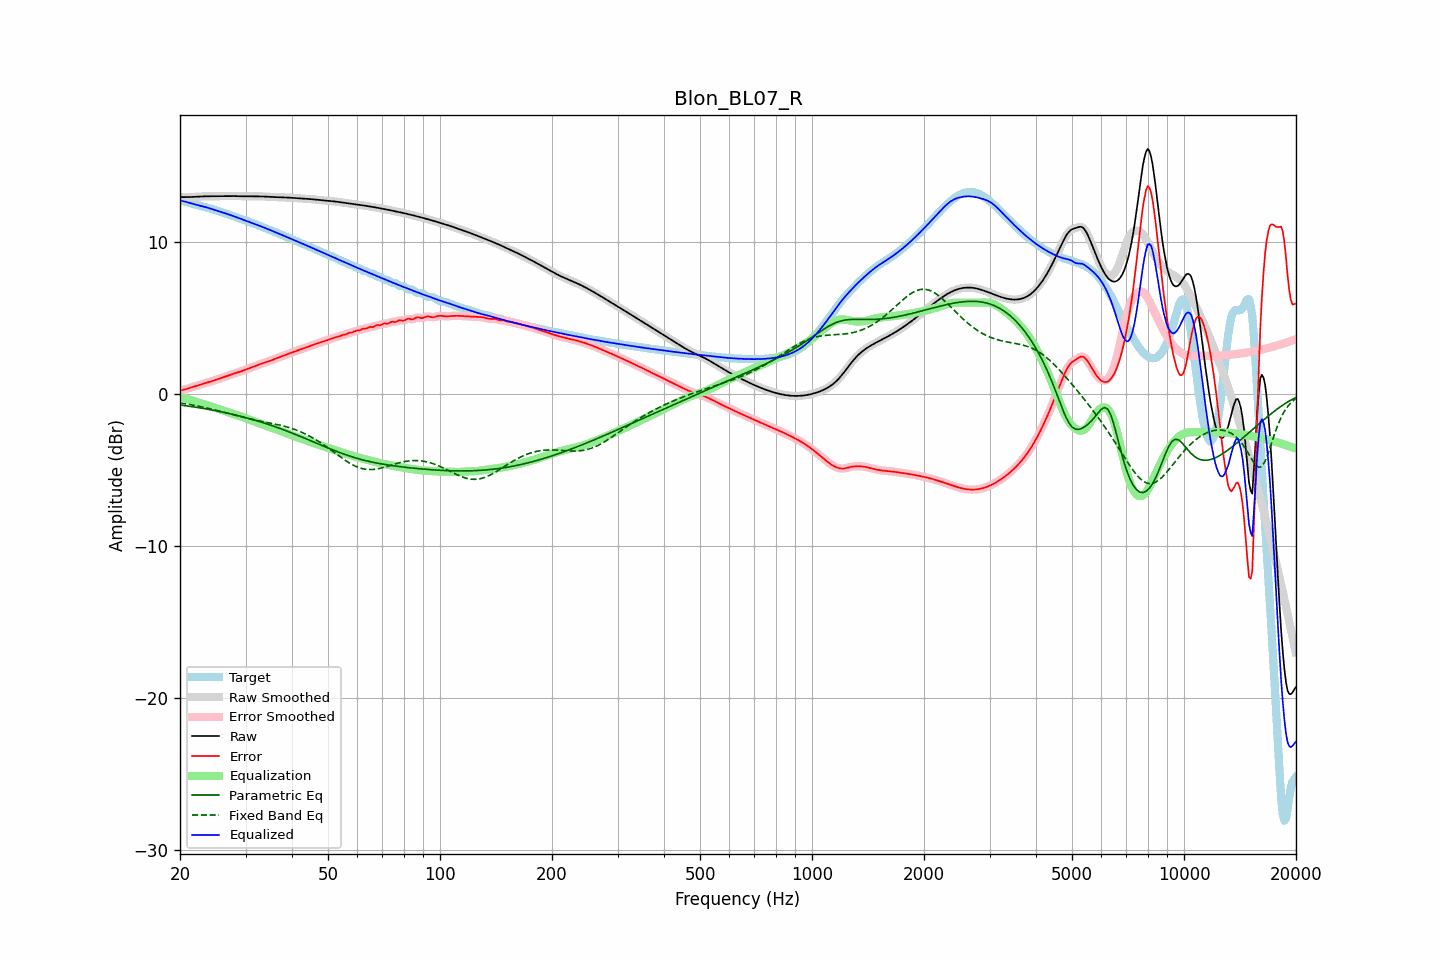 Blon_BL07_R
Amplitude (dBr)
10
0
−10
−20
−30
Target
Raw Smoothed
Error Smoothed
Raw
Error
Equalization
Parametric Eq
Fixed Band Eq
Equalized
20 50 100 200 500 1000 2000 5000 10000 20000
Frequency (Hz)